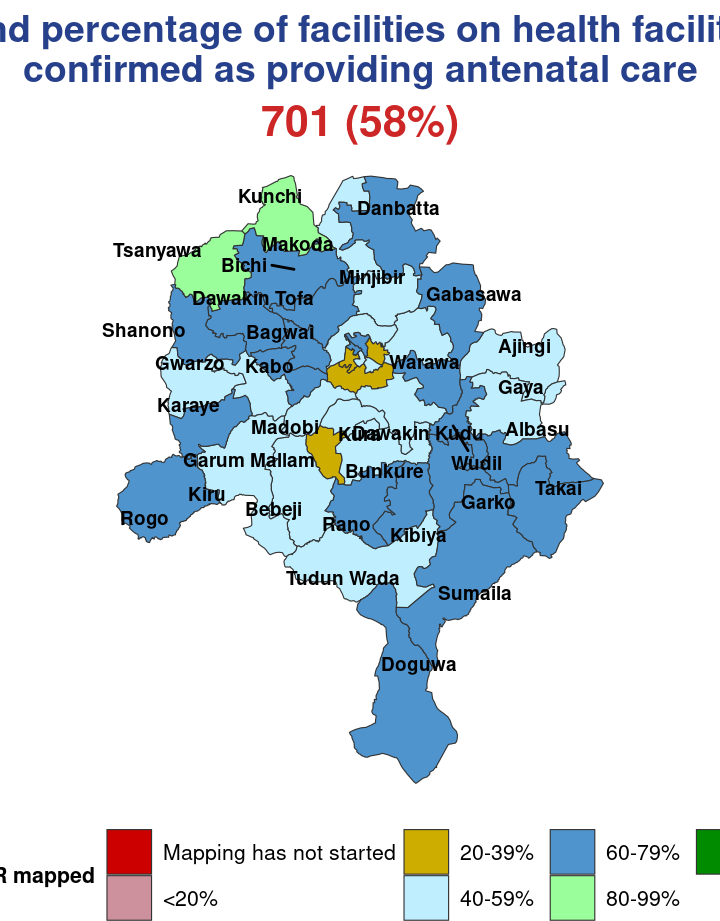 nd percentage of facilities on health facilit
confirmed as providing antenatal care
701 (58%)
Kunchi
Danbatta
Makoda
Tsanyawa
Bichi
Minjibir
Dawakin Tofa
Gabasawa
Shanono
Bagwai
Ajingi
Gwarzo
Kabo
Warawa
Gaya
Karaye
Madobi
Kura
Dawakin Kudu
Albasu
Garum Mallam
Bunkure
Wudil
Kiru
Takai
Garko
Rogo
Bebeji
Rano
Kibiya
Tudun Wada
Sumaila
Doguwa
R mapped
Mapping has not started
20-39%
60-79%
<20%
40-59%
80-99%